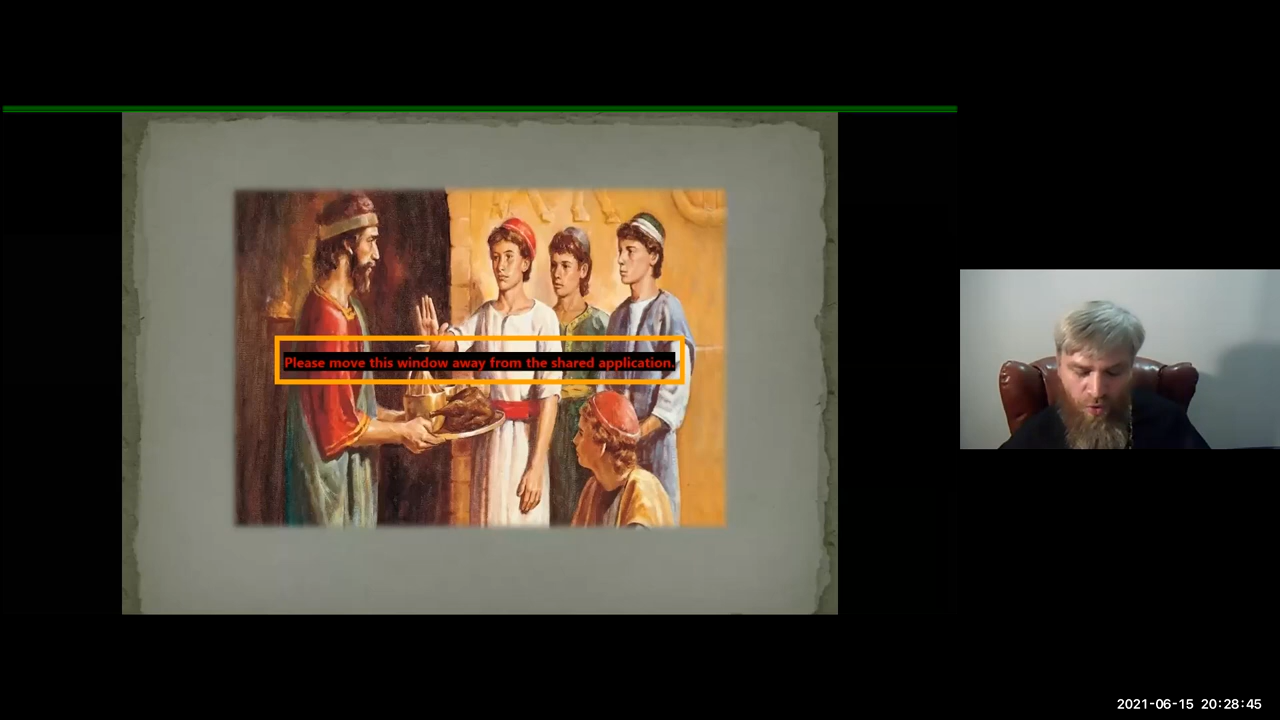 Please move this window away from the shared application.
2021-06-15 20:28:45